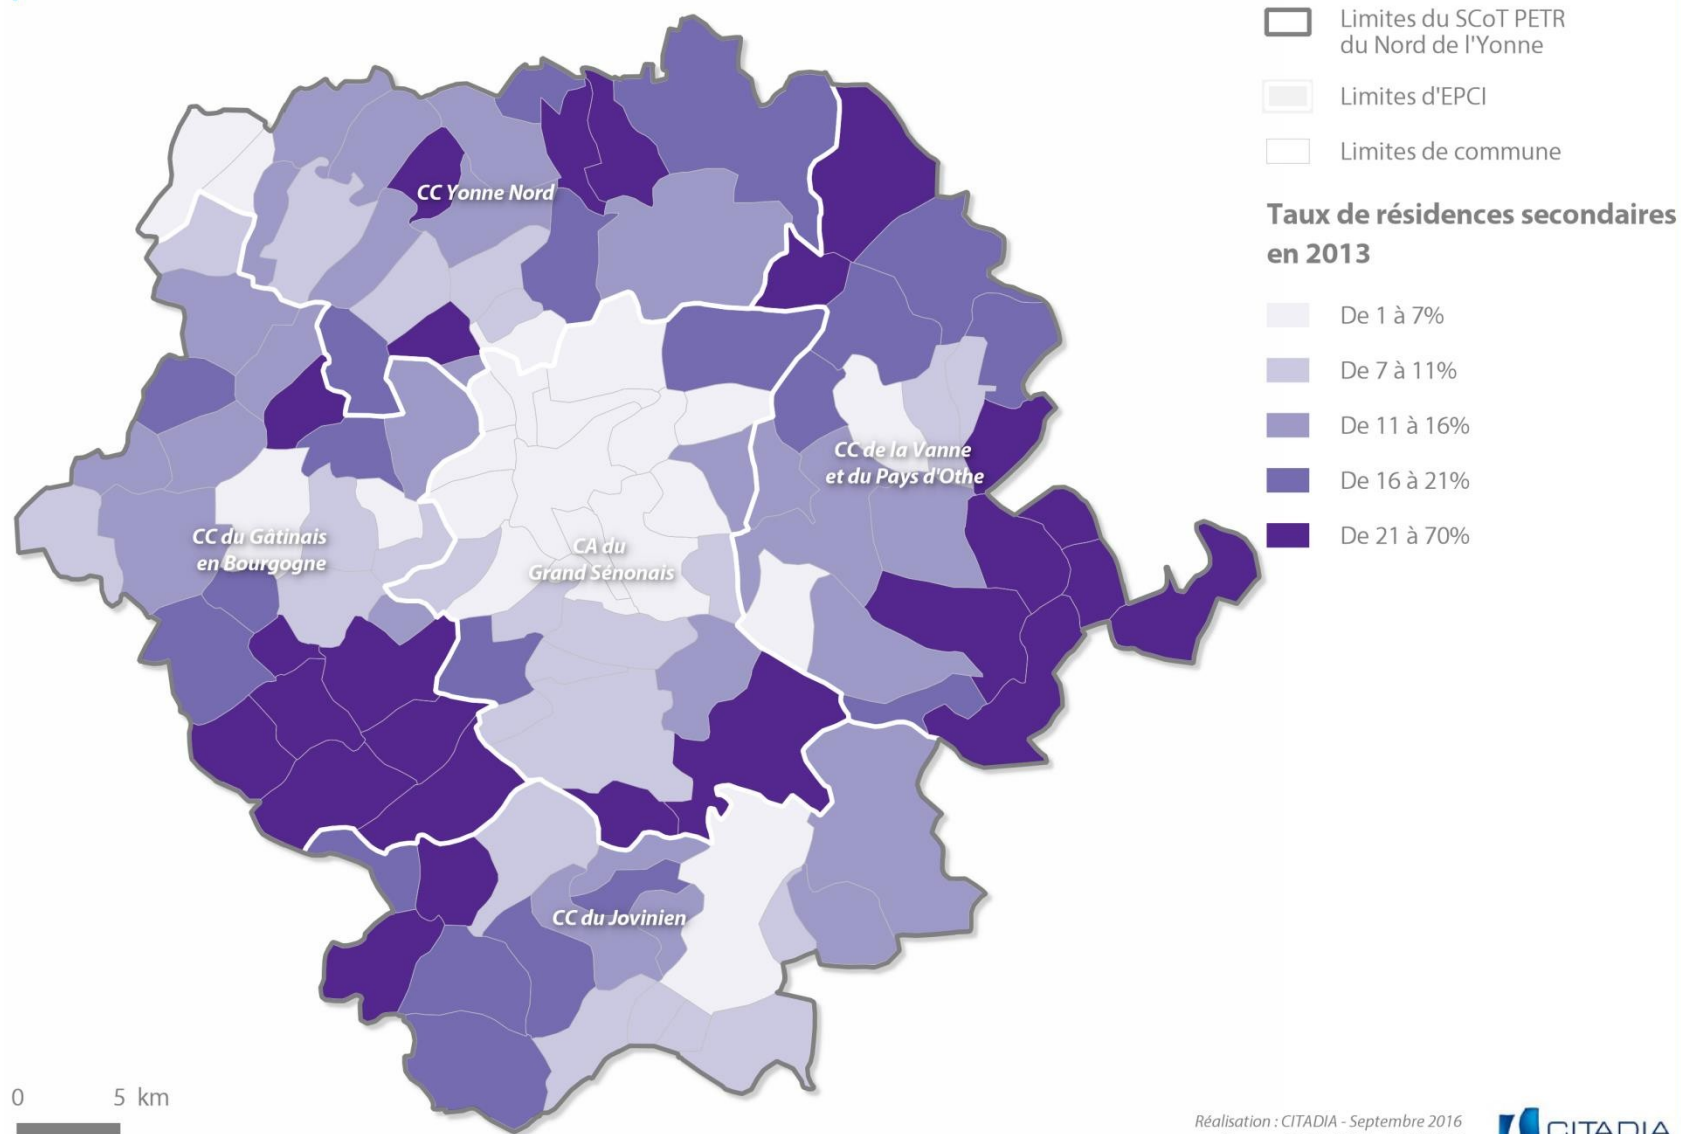 Limites du SCoT PETR
du Nord de l'Yonne
Limites d'EPCI
Limites de commune
Taux de résidences secondaires
en 2013
De 1 à 7%
De 7 à 11%
De 11 à 16%
De 16 à 21%
De 21 à 70%
CC Yonne Nord
CC de la Vanne
et du Pays d'Othe
CC du Gâtinais
en Bourgogne
CA du
Grand Sénonais
CC du Jovinien
0 5 km
Réalisation : CITADIA - Septembre 2016
CITADIA